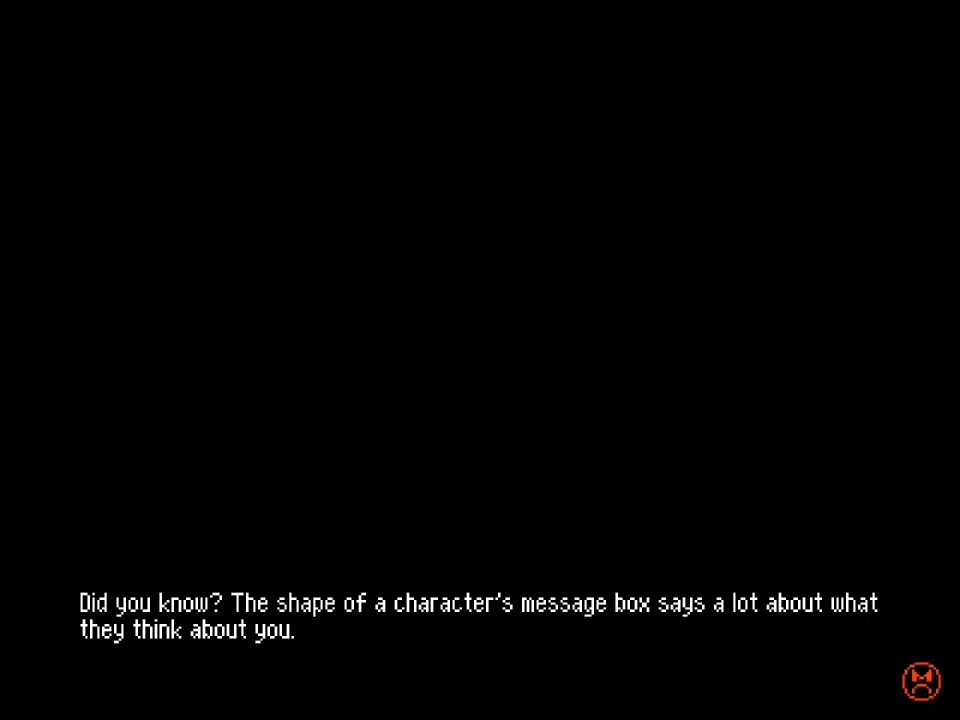 Did you know? The shape of a character's message box says a lot about what
they think about you.